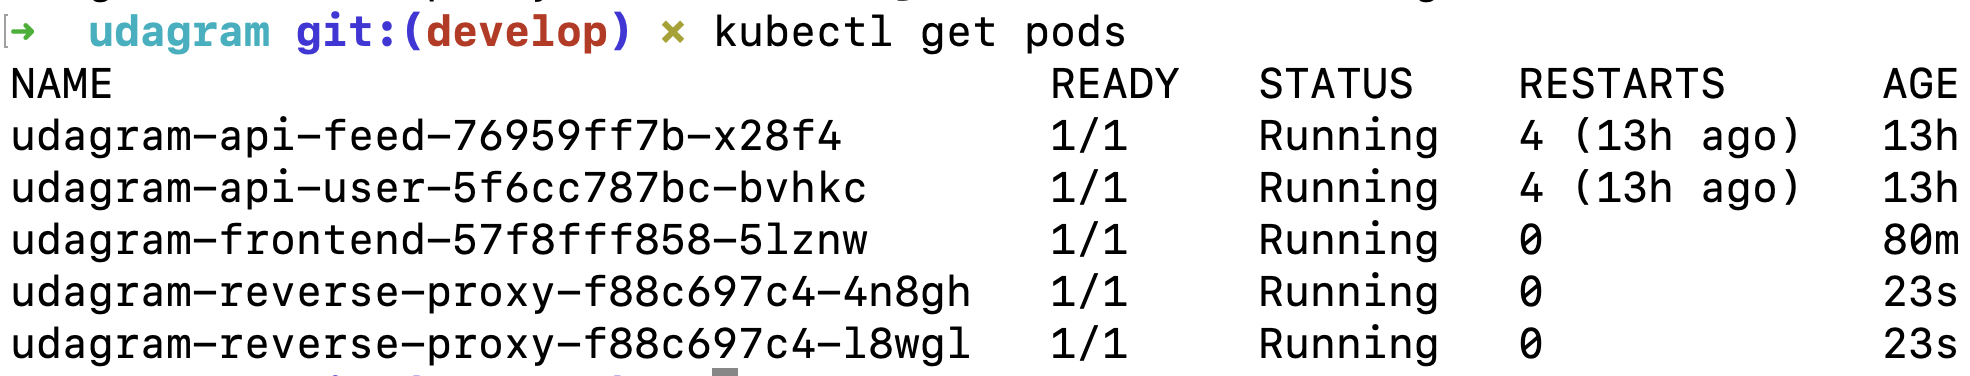 ➜ udagram git:(develop) ✗ kubectl get pods
NAME READY STATUS RESTARTS AGE
udagram-api-feed-76959ff7b-x28f4 1/1 Running 4 (13h ago) 13h
udagram-api-user-5f6cc787bc-bvhkc 1/1 Running 4 (13h ago) 13h
udagram-frontend-57f8fff858-5lznw 1/1 Running 0 80m
udagram-reverse-proxy-f88c697c4-4n8gh 1/1 Running 0 23s
udagram-reverse-proxy-f88c697c4-l8wgl 1/1 Running 0 23s